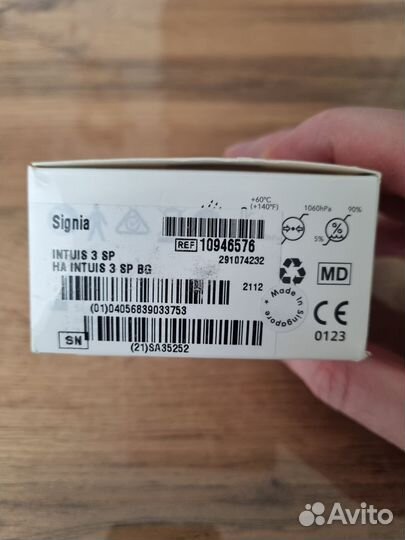 +60°C
(+140°F)
1060hPa
90%
5%
Signia
REF 10946576
291074232
INTUIS 3 SP
HA INTUIS 3 SP BG
2112
MD
(01)04056839033753
Made in Singapore
0123
SN
(21)SA35252
Avito